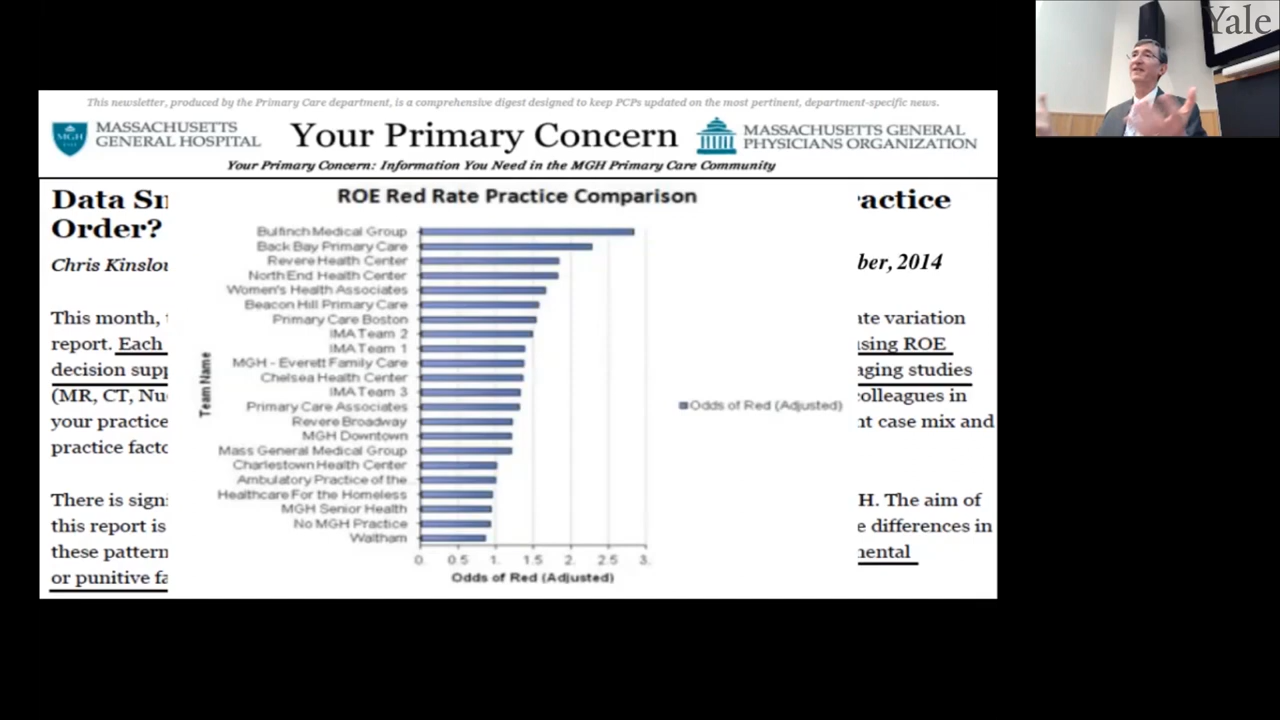 Yale
This newsletter, produced by the Primary Care department, is a comprehensive digest designed to keep PCPs updated on the most pertinent, department-specific news.
MGH
MASSACHUSETTS
GENERAL HOSPITAL
Your Primary Concern
MASSACHUSETTS GENERAL
PHYSICIANS ORGANIZATION
Your Primary Concern: Information You Need in the MGH Primary Care Community
Data Sn
actice
Order?
Chris Kinslou
ber, 2014
This month,
ate variation
report. Each
using ROE
decision supp
aging studies
(MR, CT, Nu
colleagues in
your practice
nt case mix and
practice facto
There is signi
H. The aim of
this report is
e differences in
these pattern
nental
or punitive fa
ROE Red Rate Practice Comparison
Team Name
Bulfinch Medical Group
Back Bay Primary Care
Revere Health Center
North End Health Center
Women's Health Associates
Beacon Hill Primary Care
Primary Care Boston
IMA Team 2
IMA Team 1
MGH - Everett Family Care
Chelsea Health Center
IMA Team 3
Primary Care Associates
Revere Broadway
MGH Downtown
Mass General Medical Group
Charlestown Health Center
Ambulatory Practice of the
Healthcare For the Homeless
MGH Senior Health
No MGH Practice
Waltham
0. 0.5 1. 1.5 2. 2.5 3.
Odds of Red (Adjusted)
Odds of Red (Adjusted)